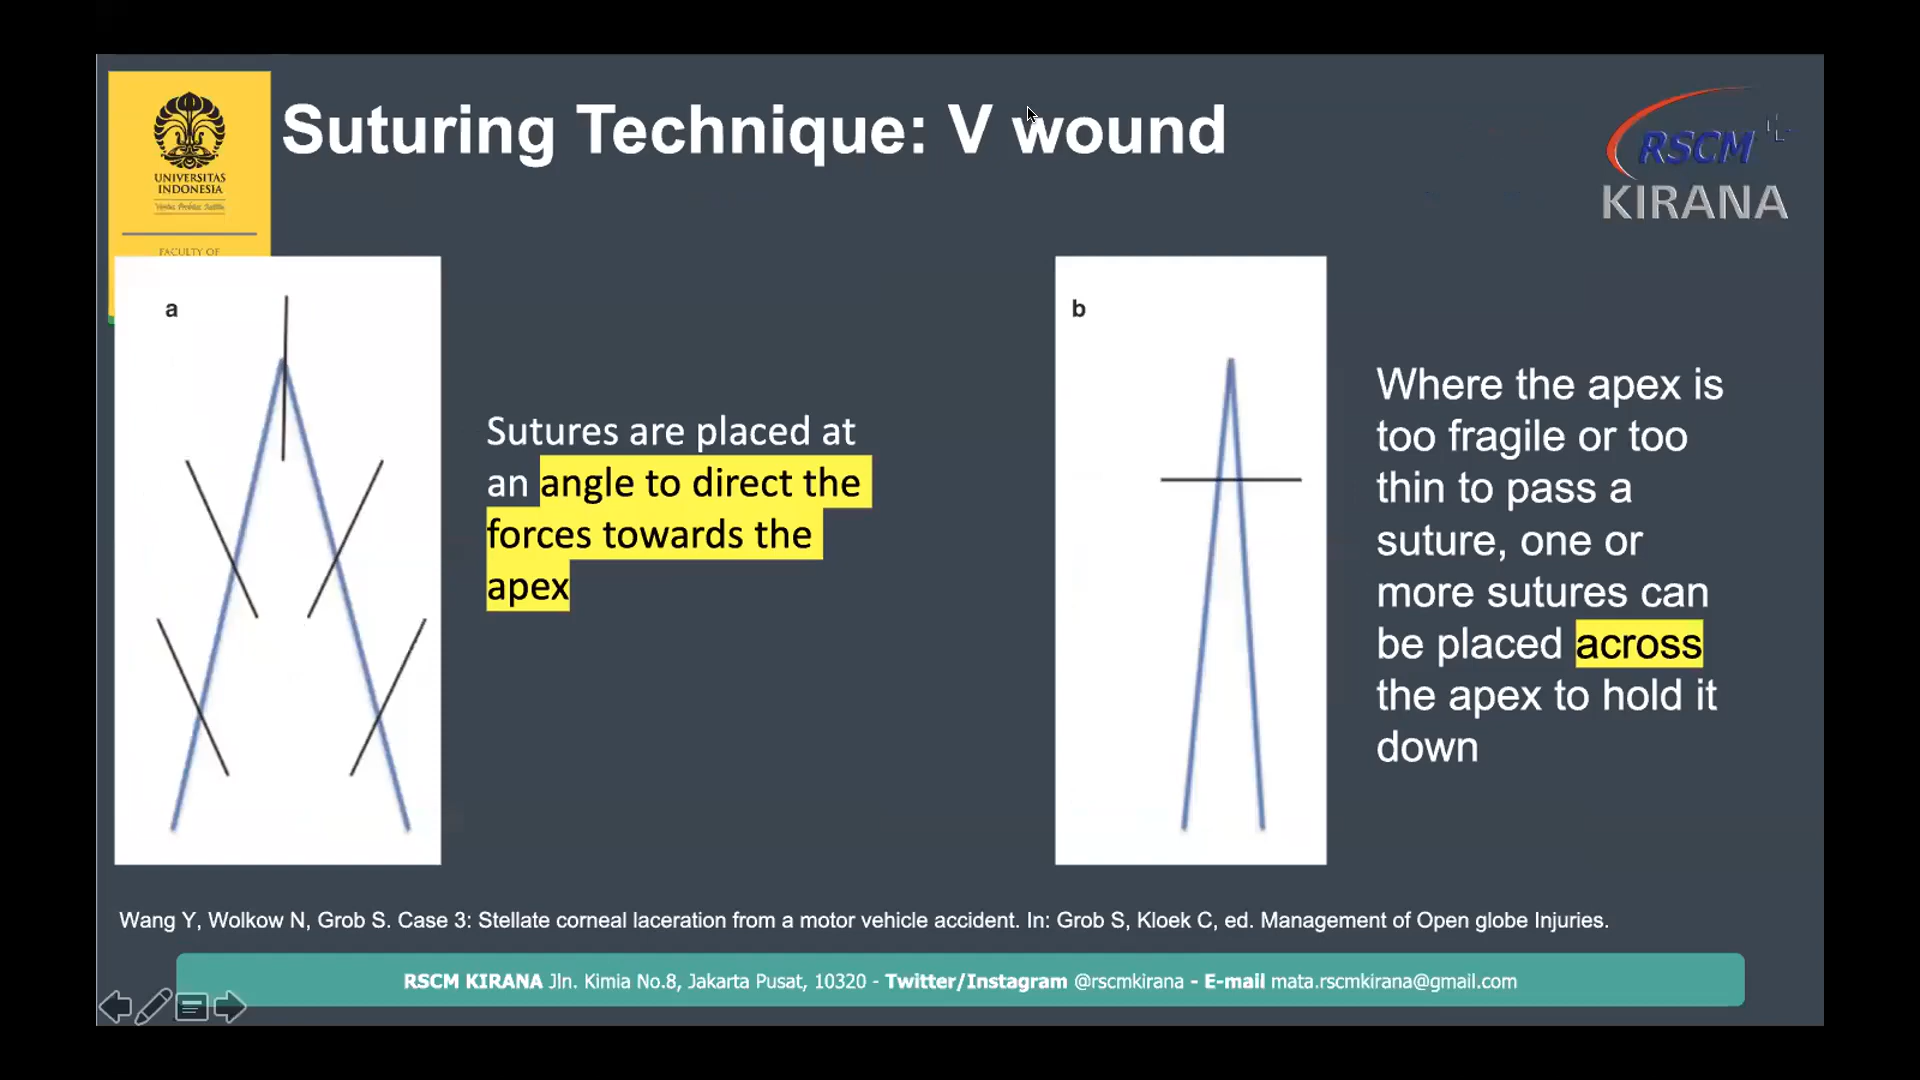 Suturing Technique: V wound
UNIVERSITAS
INDONESIA
Veritas, Probitas, Iustitia
FACULTY OF
RSCM
KIRANA
a
Sutures are placed at
an angle to direct the
forces towards the
apex
b
Where the apex is
too fragile or too
thin to pass a
suture, one or
more sutures can
be placed across
the apex to hold it
down
Wang Y, Wolkow N, Grob S. Case 3: Stellate corneal laceration from a motor vehicle accident. In: Grob S, Kloek C, ed. Management of Open globe Injuries.
RSCM KIRANA Jln. Kimia No.8, Jakarta Pusat, 10320 - Twitter/Instagram @rscmkirana - E-mail mata.rscmkirana@gmail.com